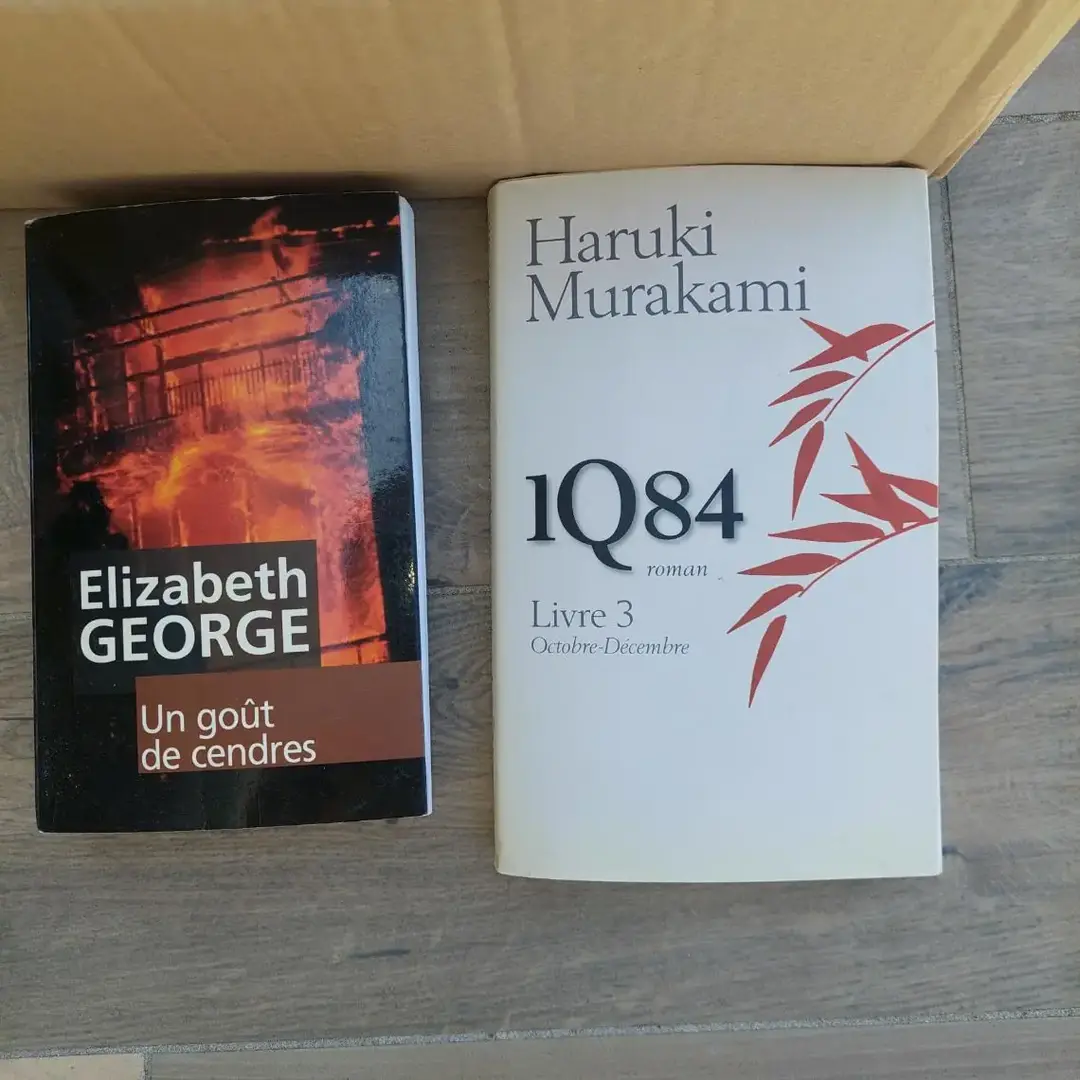 Elizabeth
GEORGE
Un goût
de cendres
Haruki
Murakami
1Q84
roman
Livre 3
Octobre-Décembre